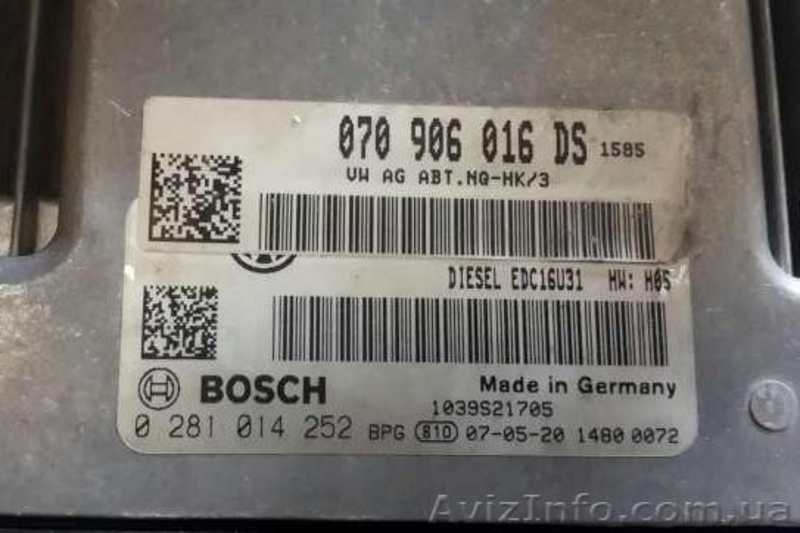 070 906 016 DS 1585
VW AG ABT.NQ-HK/3
DIESEL EDC16U31 HW: H05
BOSCH
Made in Germany
1039S21705
0 281 014 252 BPG 810 07-05-20 1480 0072
AvizInfo.com.ua